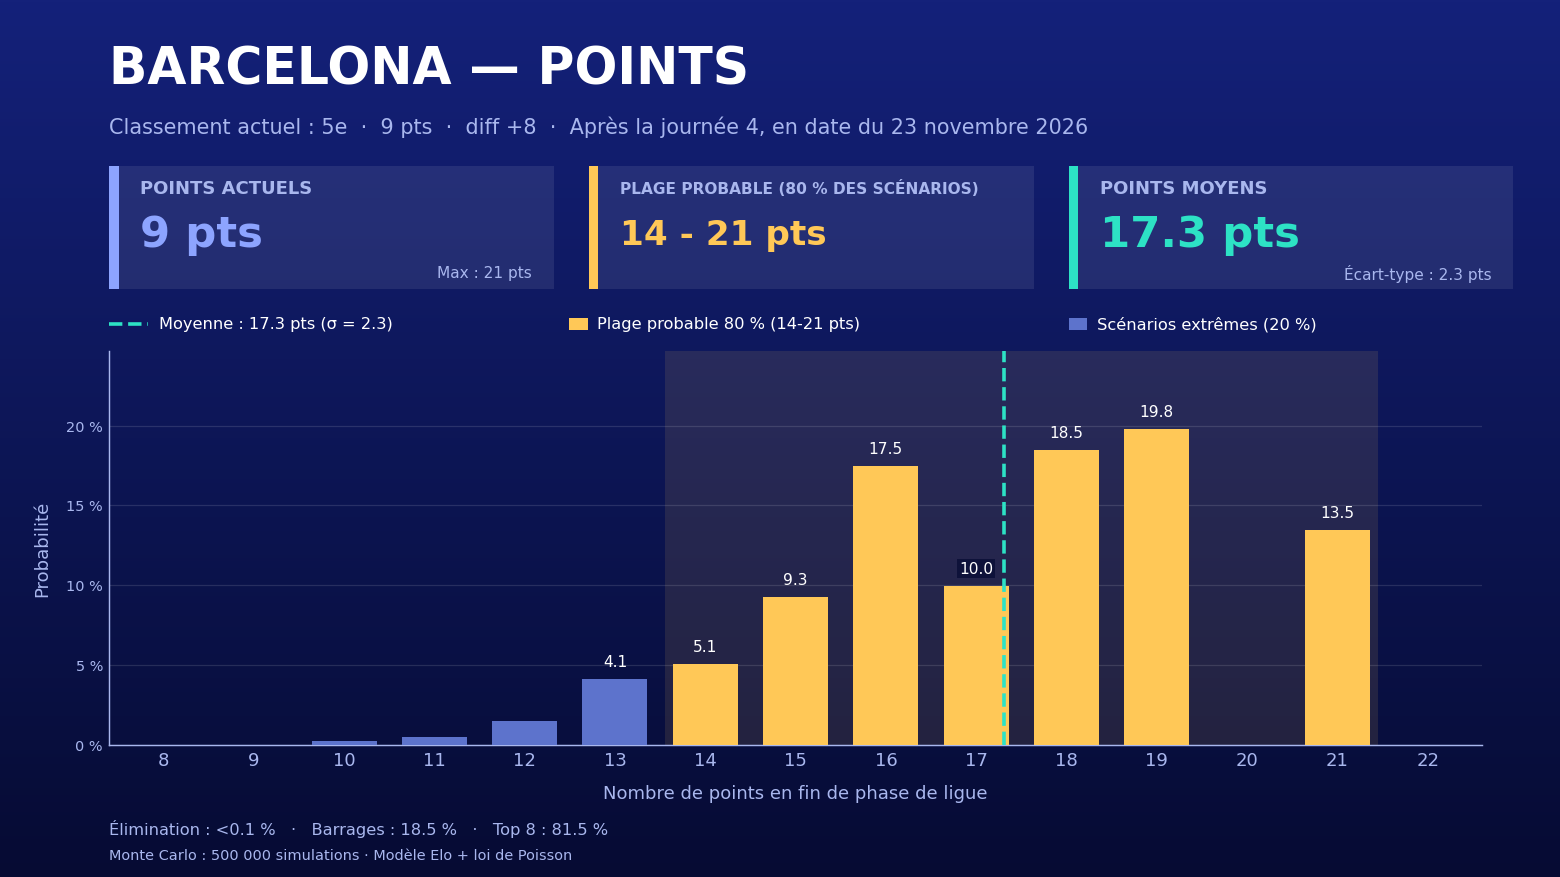 BARCELONA — POINTS
Classement actuel : 5e · 9 pts · diff +8 · Après la journée 4, en date du 23 novembre 2026
POINTS ACTUELS
9 pts
Max : 21 pts
PLAGE PROBABLE (80 % DES SCÉNARIOS)
14 - 21 pts
POINTS MOYENS
17.3 pts
Écart-type : 2.3 pts
Moyenne : 17.3 pts (σ = 2.3)
Plage probable 80 % (14-21 pts)
Scénarios extrêmes (20 %)
Probabilité
20 %
15 %
10 %
5 %
0 %
4.1
5.1
9.3
17.5
10.0
18.5
19.8
13.5
8 9 10 11 12 13 14 15 16 17 18 19 20 21 22
Nombre de points en fin de phase de ligue
Élimination : <0.1 % · Barrages : 18.5 % · Top 8 : 81.5 %
Monte Carlo : 500 000 simulations · Modèle Elo + loi de Poisson